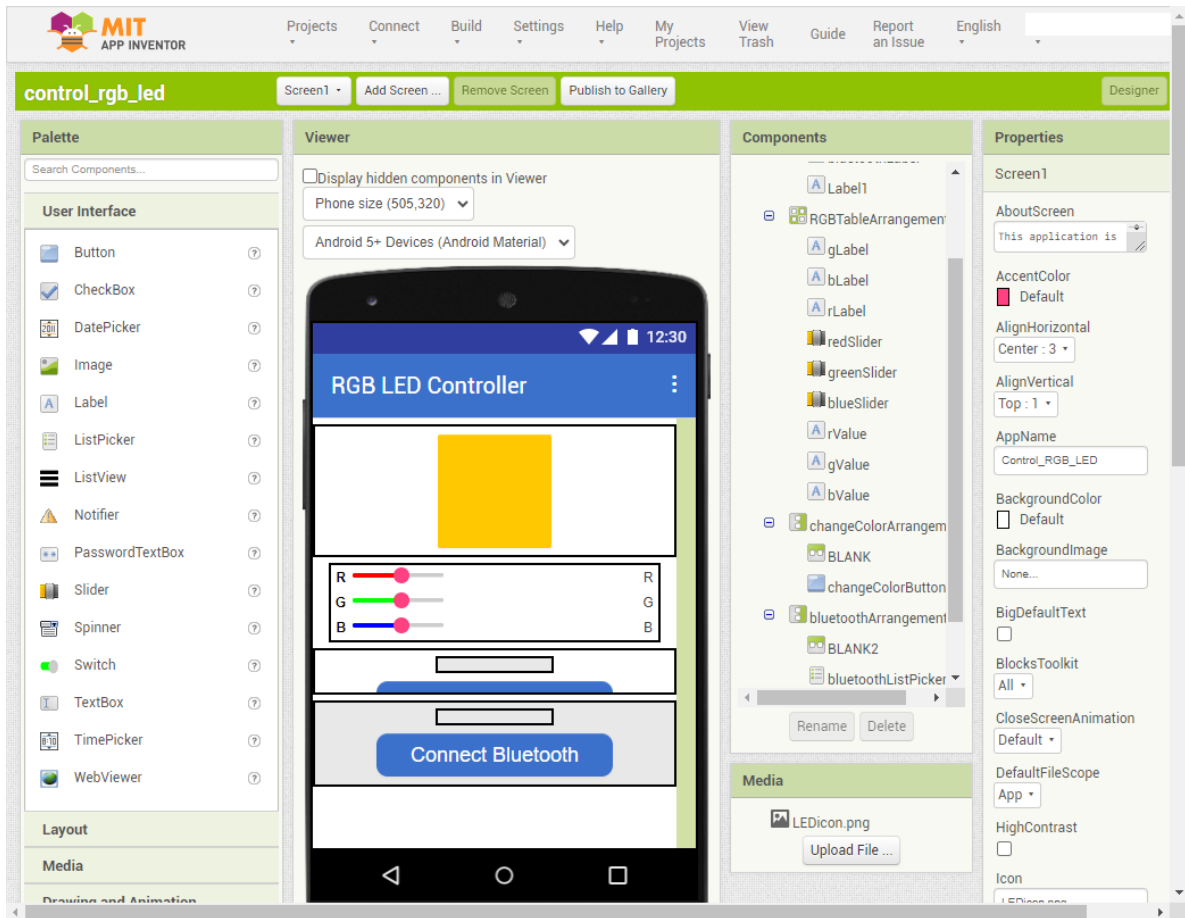 MIT
APP INVENTOR
Projects
Connect
Build
Settings
Help
My
Projects
View
Trash
Guide
Report
an Issue
English
control_rgb_led
Screen1
Add Screen ...
Remove Screen
Publish to Gallery
Designer
Palette
Search Components...
User Interface
Button
?
CheckBox
?
DatePicker
?
Image
?
Label
?
ListPicker
?
ListView
?
Notifier
?
PasswordTextBox
?
Slider
?
Spinner
?
Switch
?
TextBox
?
TimePicker
?
WebViewer
?
Layout
Media
Drawing and Animation
Viewer
Display hidden components in Viewer
Phone size (505,320)
Android 5+ Devices (Android Material)
12:30
RGB LED Controller
R R
G G
B B
Connect Bluetooth
Components
Label1
RGBTableArrangement
gLabel
bLabel
rLabel
redSlider
greenSlider
blueSlider
rValue
gValue
bValue
changeColorArrangem
BLANK
changeColorButton
bluetoothArrangement
BLANK2
bluetoothListPicker
Rename
Delete
Media
LEDicon.png
Upload File ...
Properties
Screen1
AboutScreen
This application is
AccentColor
Default
AlignHorizontal
Center : 3
AlignVertical
Top : 1
AppName
Control_RGB_LED
BackgroundColor
Default
BackgroundImage
None...
BigDefaultText
BlocksToolkit
All
CloseScreenAnimation
Default
DefaultFileScope
App
HighContrast
Icon
LEDicon.png